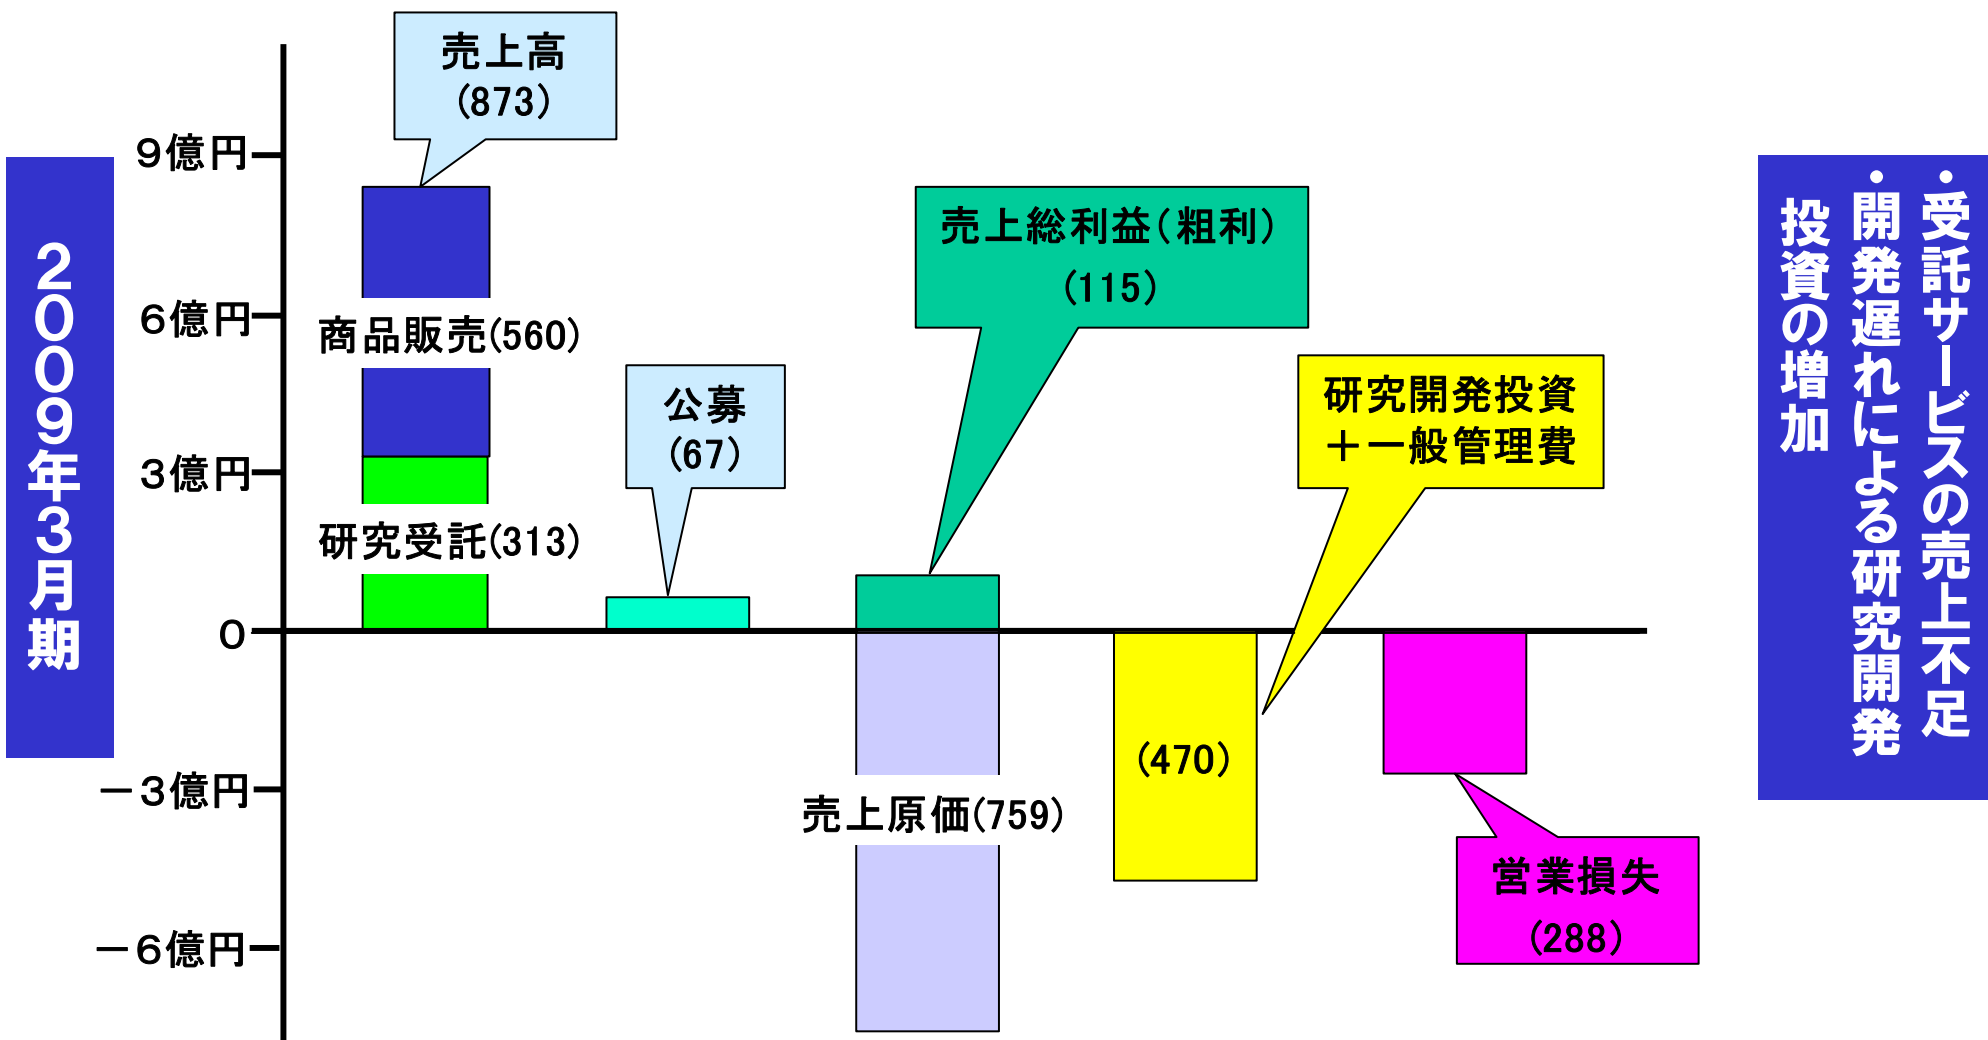 ２００９年３月期
売上高
(873)
９億円
６億円
３億円
０
－３億円
－６億円
商品販売(560)
研究受託(313)
公募
(67)
売上総利益(粗利)
(115)
売上原価(759)
研究開発投資
＋一般管理費
(470)
営業損失
(288)
・受託サービスの売上不足
・開発遅れによる研究開発
投資の増加